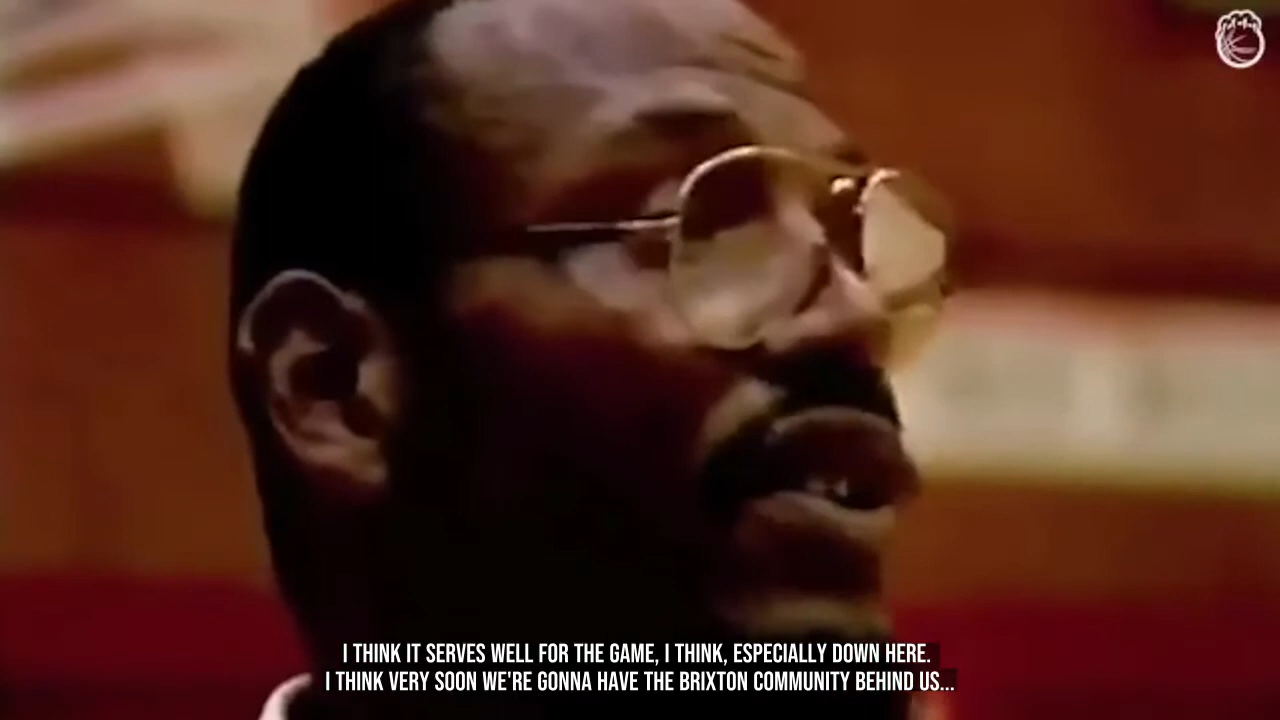 I THINK IT SERVES WELL FOR THE GAME, I THINK, ESPECIALLY DOWN HERE.
I THINK VERY SOON WE'RE GONNA HAVE THE BRIXTON COMMUNITY BEHIND US...